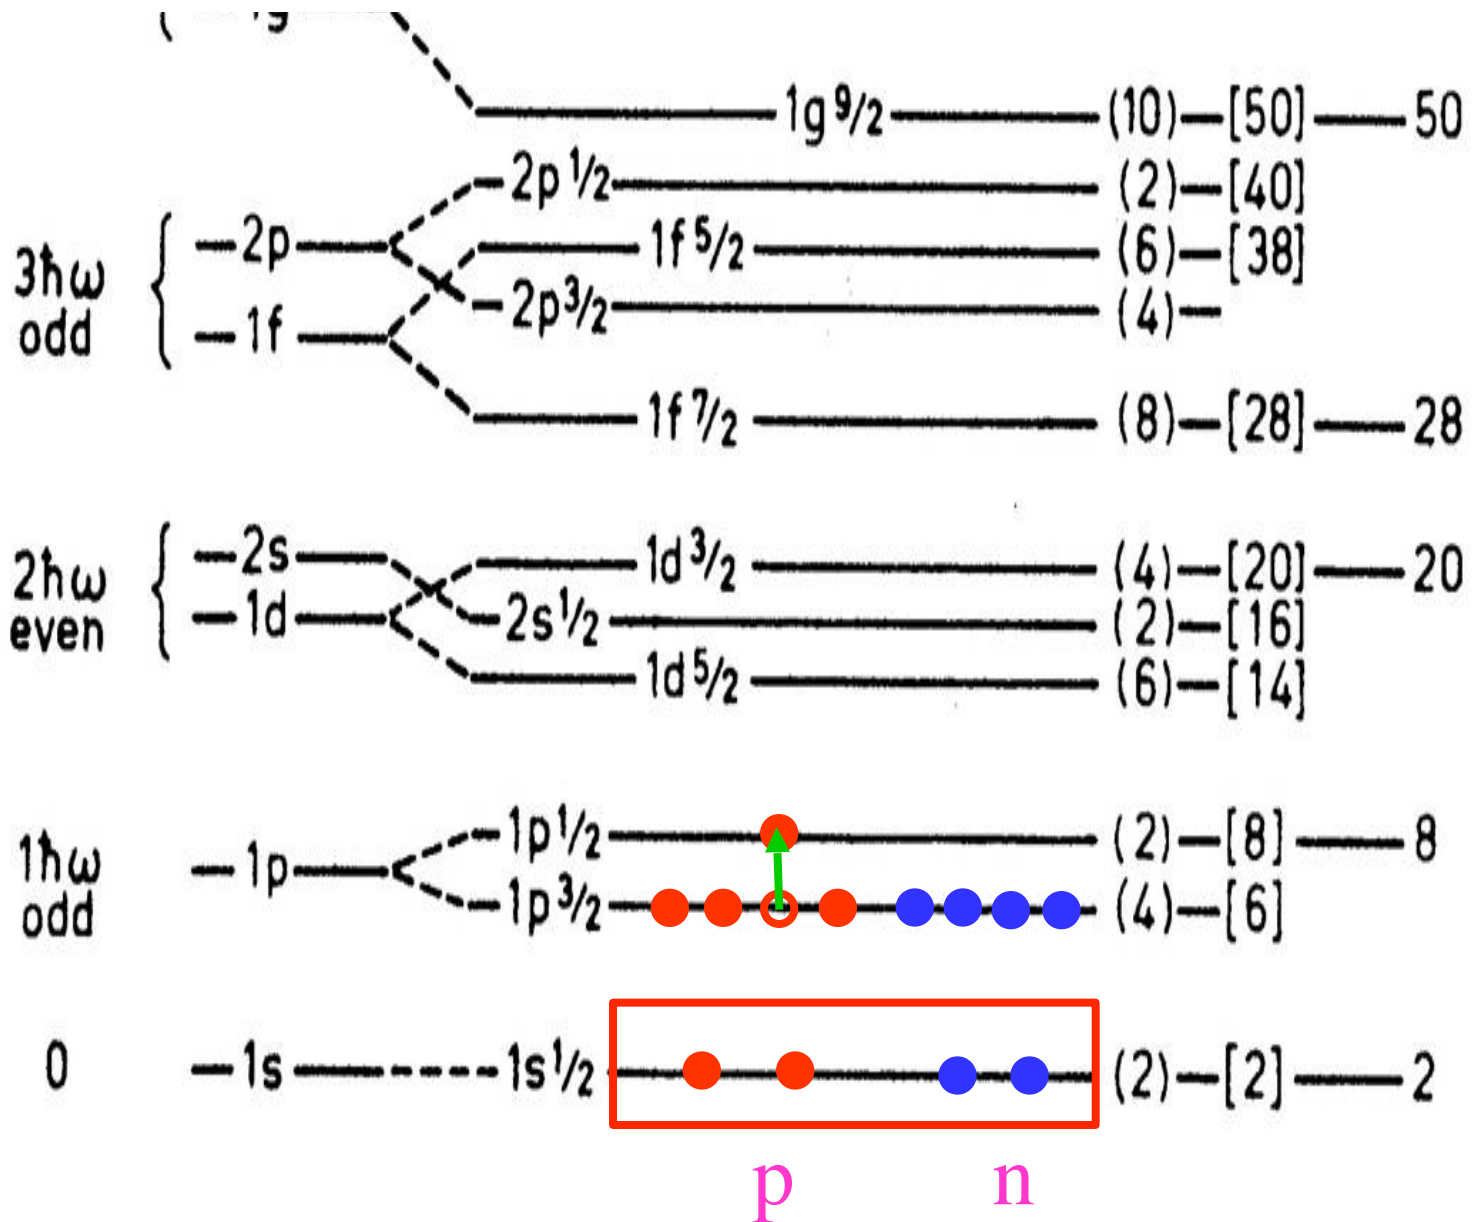 1g 9/2 (10) [50] 50
2p 1/2 (2) [40]
2p 1f 5/2 (6) [38]
3ħω odd
2p 3/2 (4)
1f
1f 7/2 (8) [28] 28
2s 1d 3/2 (4) [20] 20
2ħω even
1d 2s 1/2 (2) [16]
1d 5/2 (6) [14]
1p 1/2 (2) [8] 8
1ħω odd
1p
1p 3/2 (4) [6]
0 1s 1s 1/2 (2) [2] 2
p n